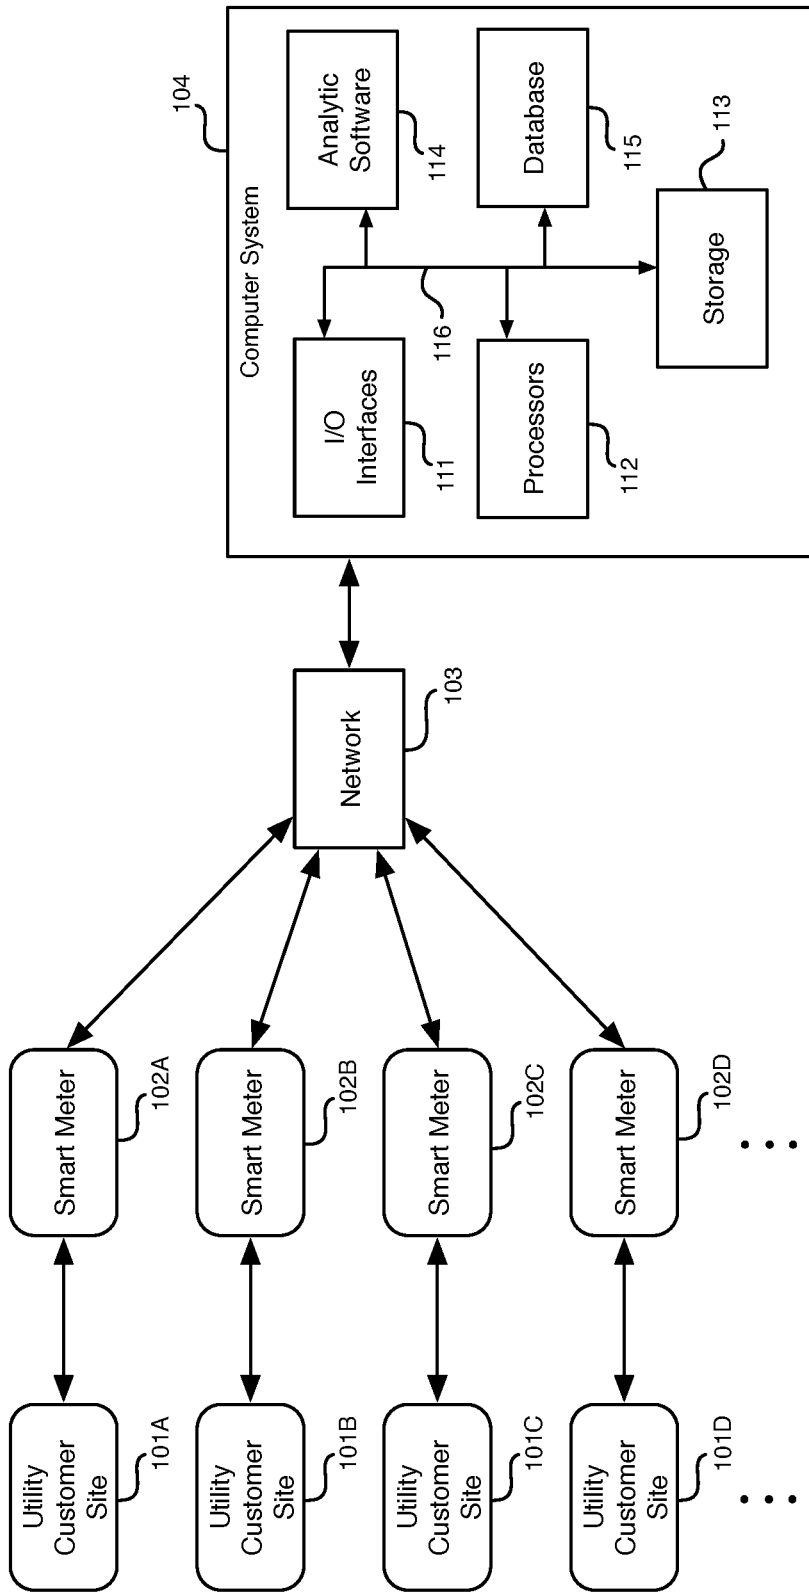 Utility
Customer
Site
101A
Smart Meter
102A
Utility
Customer
Site
101B
Smart Meter
102B
Utility
Customer
Site
101C
Smart Meter
102C
Utility
Customer
Site
101D
Smart Meter
102D
Network
103
104
Computer System
I/O
Interfaces
111
Analytic
Software
114
116
Processors
112
Database
115
Storage
113